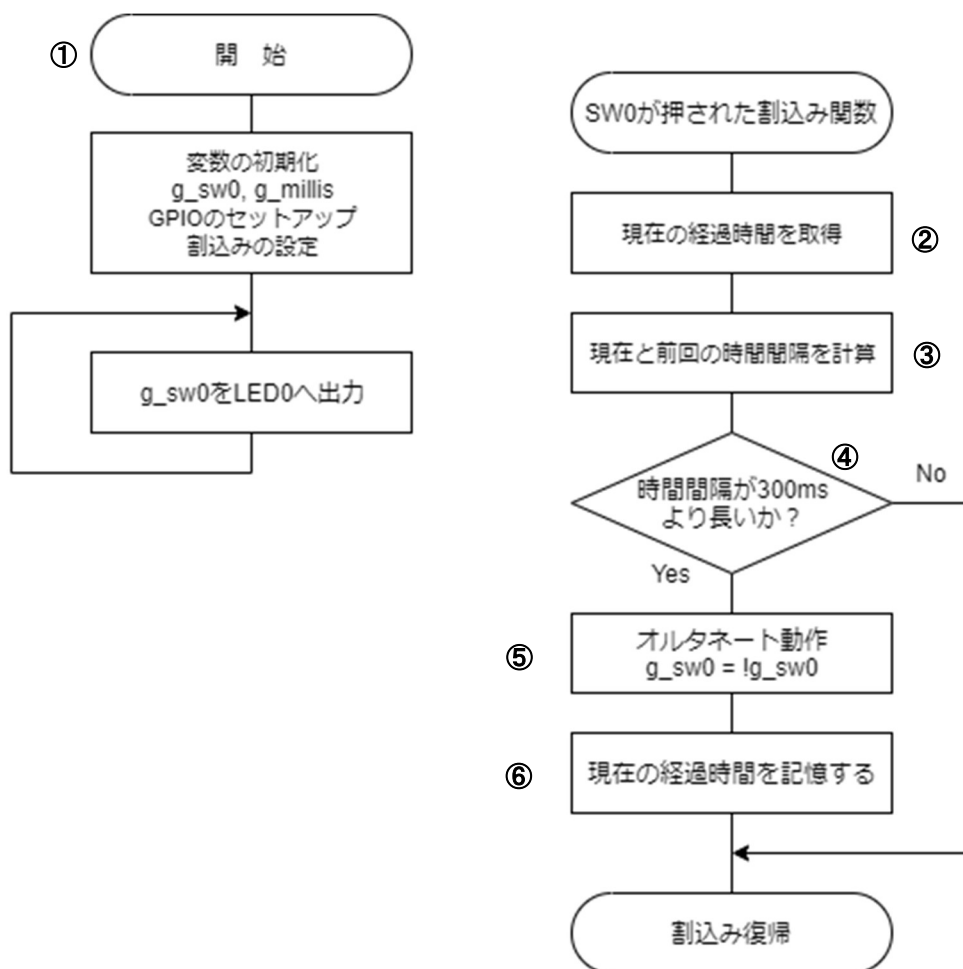 ①
開 始
変数の初期化
g_sw0, g_millis
GPIOのセットアップ
割込みの設定
g_sw0をLED0へ出力
SW0が押された割込み関数
現在の経過時間を取得
②
現在と前回の時間間隔を計算
③
④
時間間隔が300ms
より長いか？
No
Yes
⑤
オルタネート動作
g_sw0 = !g_sw0
⑥
現在の経過時間を記憶する
割込み復帰